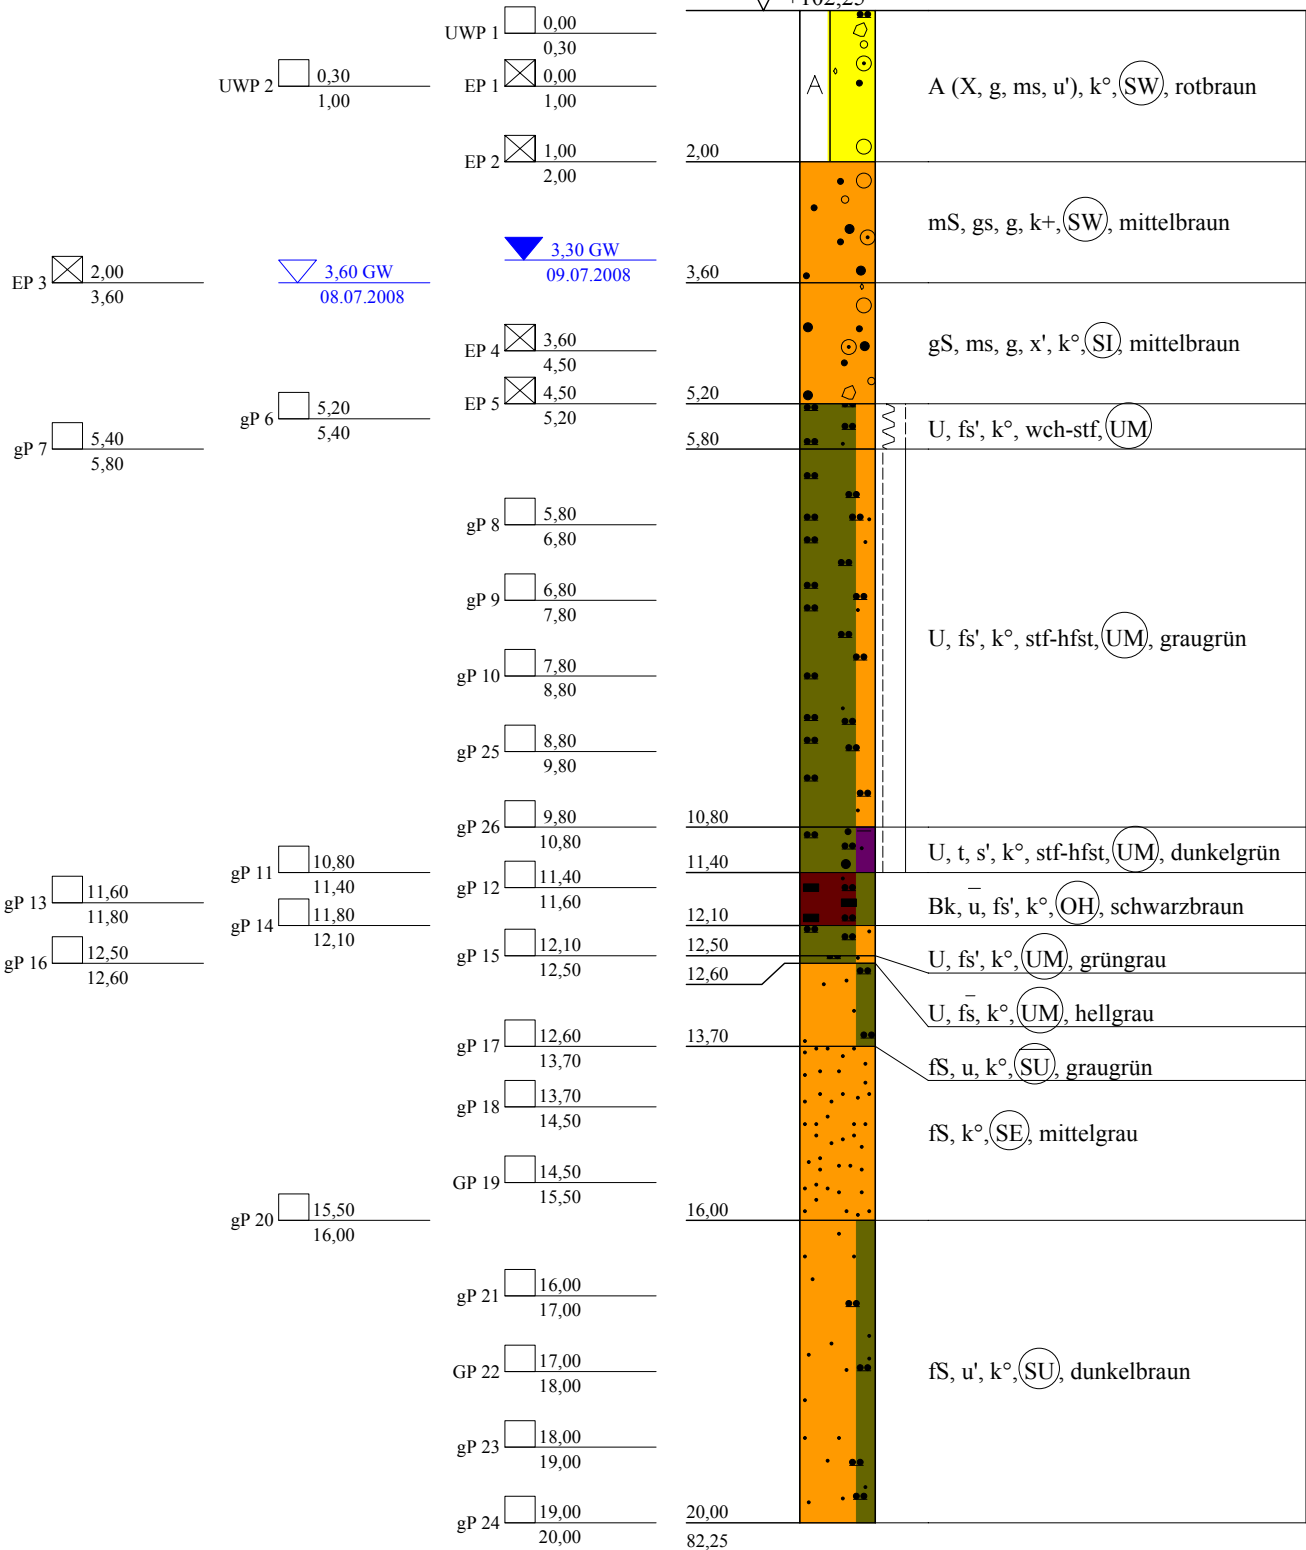 +102,25
UWP 1 0,00
0,30
UWP 2 0,30
1,00
EP 1 0,00
1,00
A
A (X, g, ms, u'), k°, SW, rotbraun
EP 2 1,00
2,00
2,00
mS, gs, g, k+, SW, mittelbraun
3,30 GW
09.07.2008
EP 3 2,00
3,60
3,60 GW
08.07.2008
3,60
EP 4 3,60
4,50
gS, ms, g, x', k°, SI, mittelbraun
EP 5 4,50
5,20
5,20
gP 6 5,20
5,40
gP 7 5,40
5,80
5,80
U, fs', k°, wch-stf, UM
gP 8 5,80
6,80
gP 9 6,80
7,80
U, fs', k°, stf-hfst, UM, graugrün
gP 10 7,80
8,80
gP 25 8,80
9,80
gP 26 9,80
10,80
10,80
gP 11 10,80
11,40
11,40
U, t, s', k°, stf-hfst, UM, dunkelgrün
gP 12 11,40
11,60
gP 13 11,60
11,80
gP 14 11,80
12,10
12,10
Bk, u̅, fs', k°, OH, schwarzbraun
gP 15 12,10
12,50
12,50
U, fs', k°, UM, grüngrau
gP 16 12,50
12,60
12,60
U, fs̅, k°, UM, hellgrau
gP 17 12,60
13,70
13,70
fS, u, k°, S̅U̅, graugrün
gP 18 13,70
14,50
fS, k°, SE, mittelgrau
GP 19 14,50
15,50
gP 20 15,50
16,00
16,00
gP 21 16,00
17,00
GP 22 17,00
18,00
fS, u', k°, SU, dunkelbraun
gP 23 18,00
19,00
gP 24 19,00
20,00
20,00
82,25